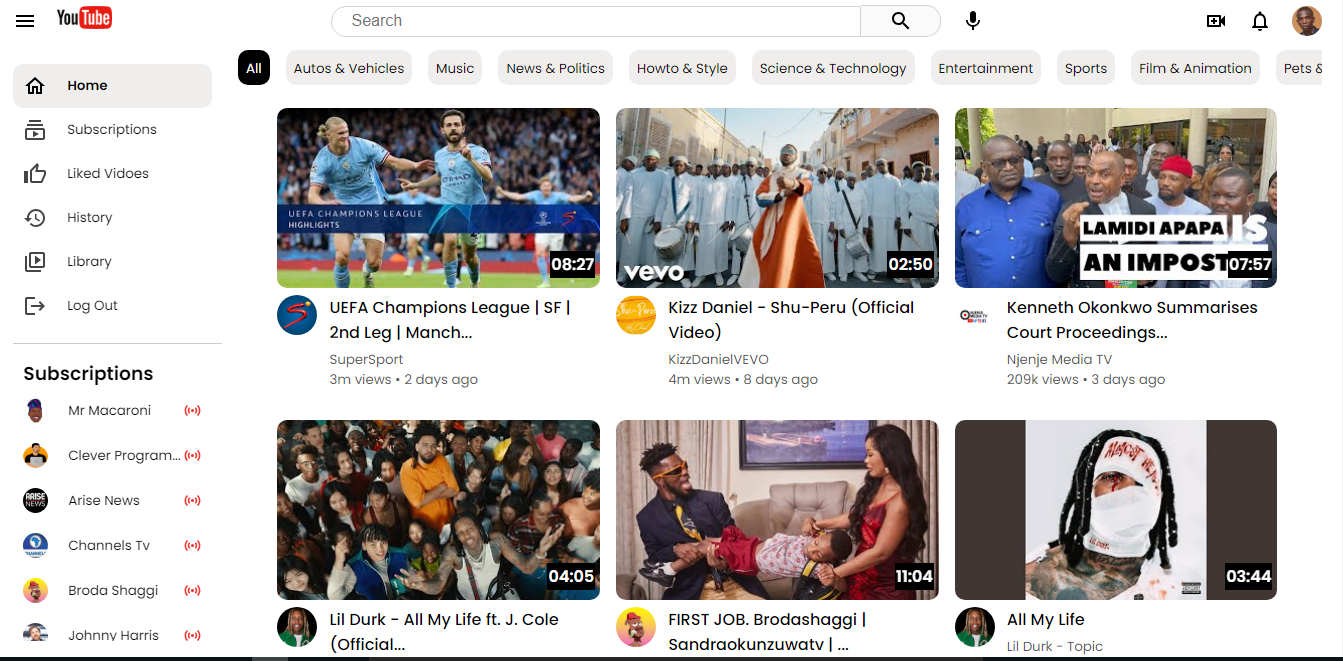 YouTube
Search
All
Autos & Vehicles
Music
News & Politics
Howto & Style
Science & Technology
Entertainment
Sports
Film & Animation
Pets &
Home
Subscriptions
Liked Vidoes
History
Library
Log Out
Subscriptions
Mr Macaroni
Clever Program...
ARISE
NEWS
Arise News
Channels Tv
Broda Shaggi
Johnny Harris
UEFA CHAMPIONS LEAGUE
HIGHLIGHTS
08:27
UEFA Champions League | SF |
2nd Leg | Manch...
SuperSport
3m views • 2 days ago
vevo
02:50
Kizz Daniel - Shu-Peru (Official
Video)
KizzDanielVEVO
4m views • 8 days ago
LAMIDI APAPA IS
AN IMPOST
07:57
Kenneth Okonkwo Summarises
Court Proceedings...
Njenje Media TV
209k views • 3 days ago
04:05
Lil Durk - All My Life ft. J. Cole
(Official...
11:04
FIRST JOB. Brodashaggi |
Sandraokunzuwatv | ...
03:44
All My Life
Lil Durk - Topic